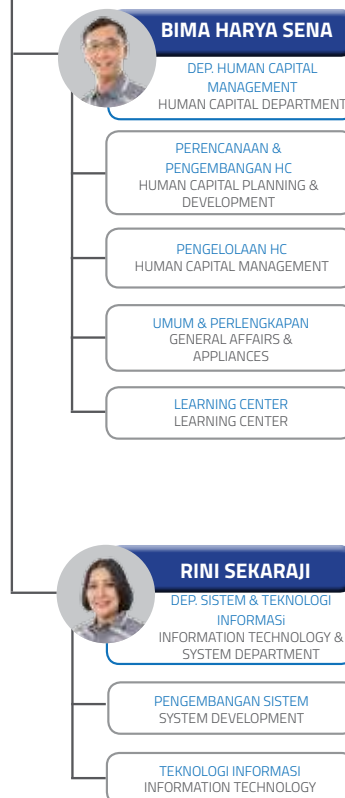 BIMA HARYA SENA
DEP. HUMAN CAPITAL
MANAGEMENT
HUMAN CAPITAL DEPARTMENT
PERENCANAAN &
PENGEMBANGAN HC
HUMAN CAPITAL PLANNING &
DEVELOPMENT
PENGELOLAAN HC
HUMAN CAPITAL MANAGEMENT
UMUM & PERLENGKAPAN
GENERAL AFFAIRS &
APPLIANCES
LEARNING CENTER
LEARNING CENTER
RINI SEKARAJI
DEP. SISTEM & TEKNOLOGI
INFORMASi
INFORMATION TECHNOLOGY &
SYSTEM DEPARTMENT
PENGEMBANGAN SISTEM
SYSTEM DEVELOPMENT
TEKNOLOGI INFORMASI
INFORMATION TECHNOLOGY